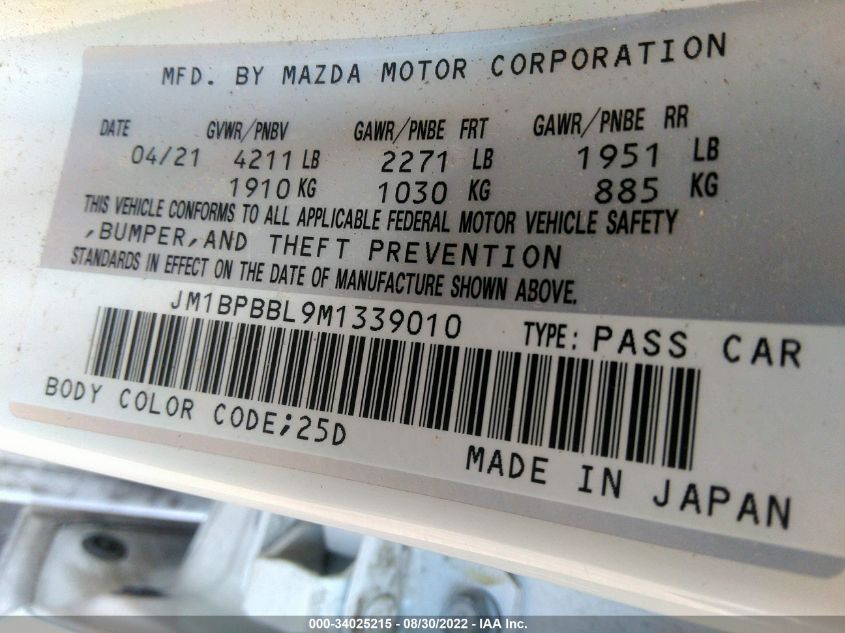 MFD. BY MAZDA MOTOR CORPORATION
DATE GVWR/PNBV GAWR/PNBE FRT GAWR/PNBE RR
04/21 4211 LB 2271 LB 1951 LB
1910 KG 1030 KG 885 KG
THIS VEHICLE CONFORMS TO ALL APPLICABLE FEDERAL MOTOR VEHICLE SAFETY
,BUMPER,AND THEFT PREVENTION
STANDARDS IN EFFECT ON THE DATE OF MANUFACTURE SHOWN ABOVE.
JM1BPBBL9M1339010 TYPE: PASS CAR
BODY COLOR CODE;25D
MADE IN JAPAN
000-34025215 - 08/30/2022 - IAA Inc.